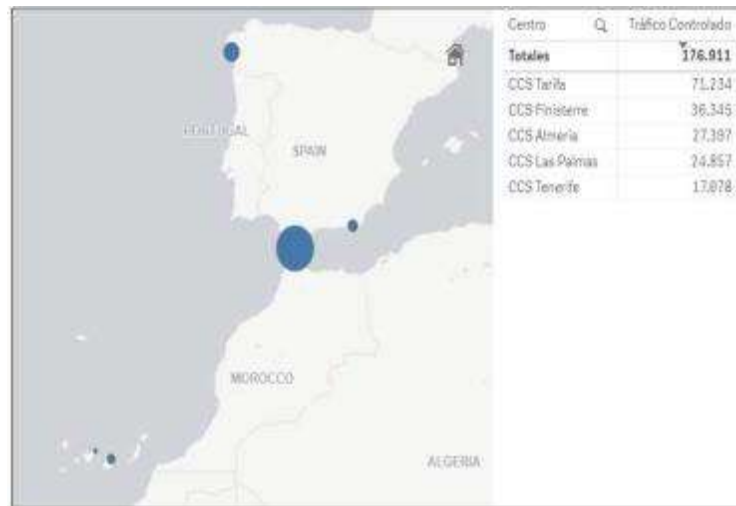 Centro Tráfico Controlado
Totales 176.911
CCS Tarifa 71.234
CCS Finisterre 36.345
CCS Almería 27.397
CCS Las Palmas 24.857
CCS Tenerife 17.078
PORTUGAL
SPAIN
MOROCCO
ALGERIA